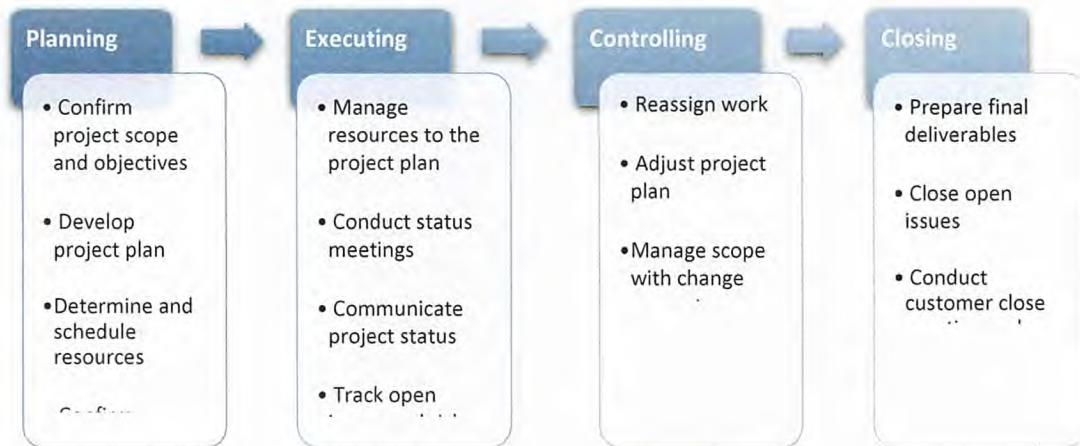 Planning
Executing
Controlling
Closing
• Confirm
project scope
and objectives
• Develop
project plan
•Determine and
schedule
resources
• Manage
resources to the
project plan
• Conduct status
meetings
• Communicate
project status
• Track open
• Reassign work
• Adjust project
plan
•Manage scope
with change
• Prepare final
deliverables
• Close open
issues
• Conduct
customer close